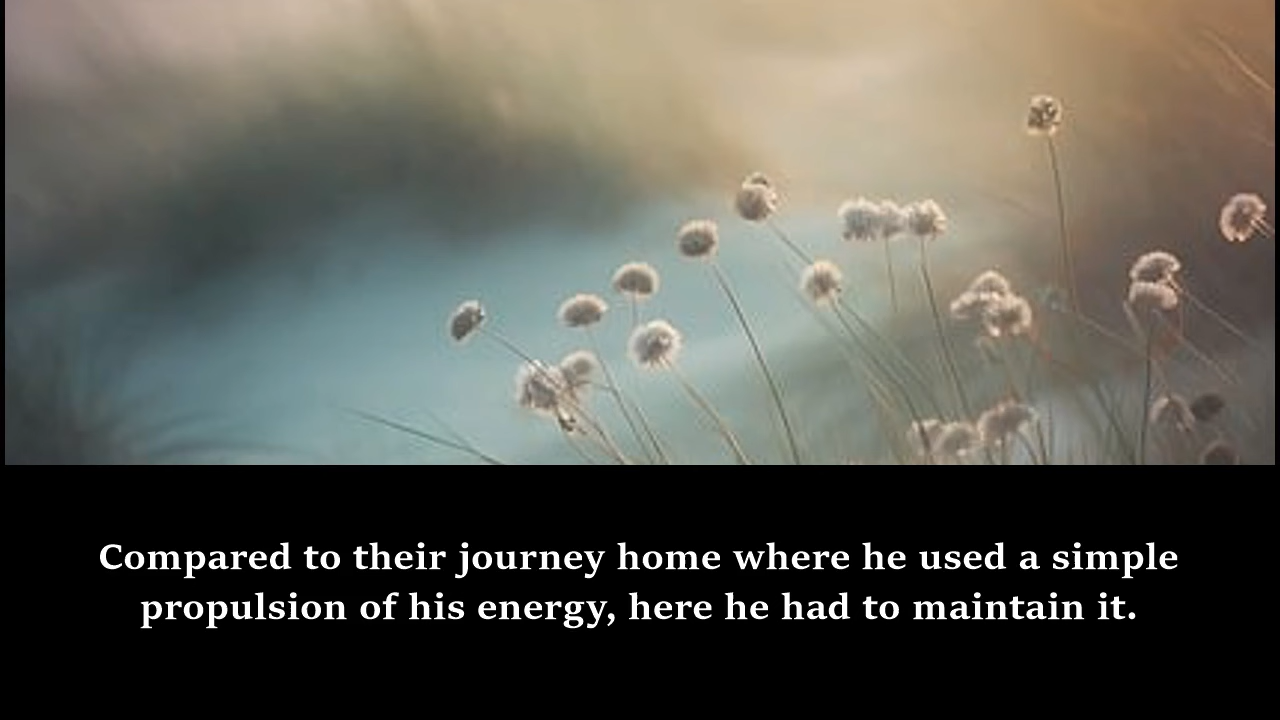 Compared to their journey home where he used a simple
propulsion of his energy, here he had to maintain it.